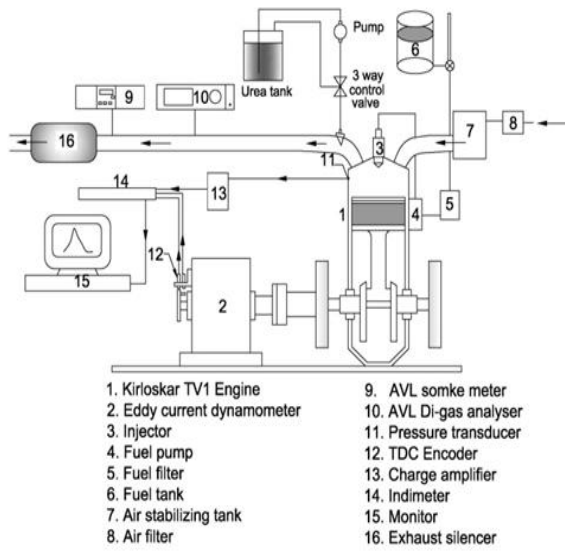 Pump
6
Urea tank
3 way
control
valve
9
10
16
3
7
8
11
14
13
1
4
5
12
2
15
1. Kirloskar TV1 Engine
2. Eddy current dynamometer
3. Injector
4. Fuel pump
5. Fuel filter
6. Fuel tank
7. Air stabilizing tank
8. Air filter
9. AVL somke meter
10. AVL Di-gas analyser
11. Pressure transducer
12. TDC Encoder
13. Charge amplifier
14. Indimeter
15. Monitor
16. Exhaust silencer